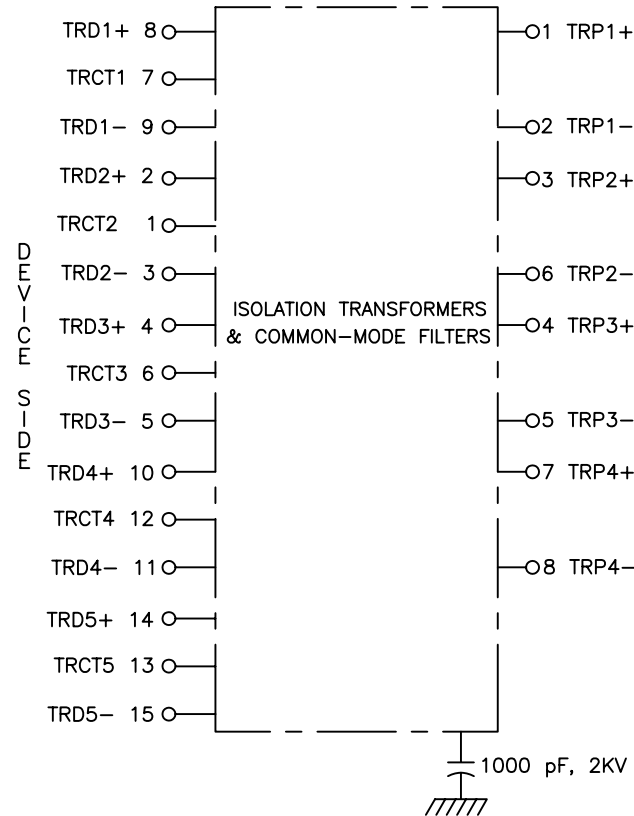 TRD1+ 8
1 TRP1+
TRCT1 7
TRD1− 9
2 TRP1−
TRD2+ 2
3 TRP2+
TRCT2 1
DEVICE SIDE
TRD2− 3
6 TRP2−
ISOLATION TRANSFORMERS
& COMMON−MODE FILTERS
TRD3+ 4
4 TRP3+
TRCT3 6
TRD3− 5
5 TRP3−
TRD4+ 10
7 TRP4+
TRCT4 12
TRD4− 11
8 TRP4−
TRD5+ 14
TRCT5 13
TRD5− 15
1000 pF, 2KV